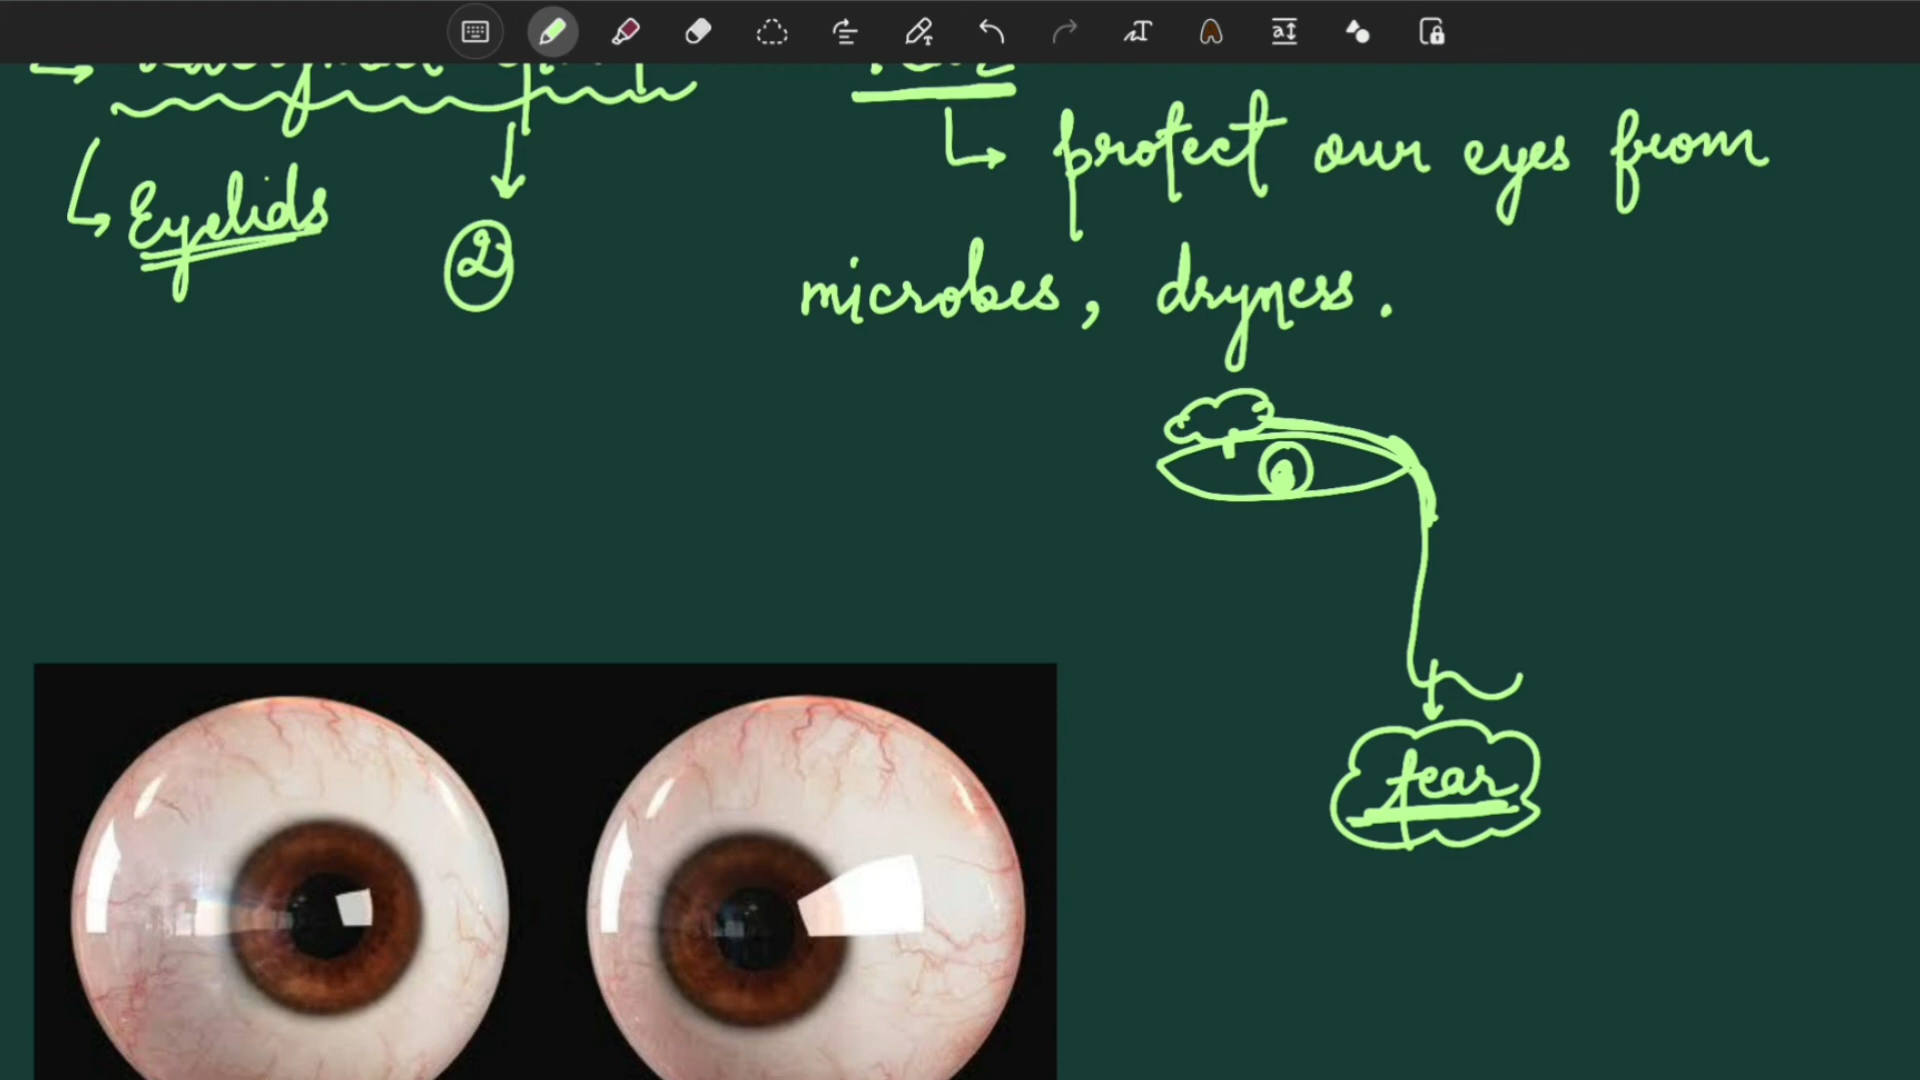 protect our eyes from
Eyelids
2
microbes, dryness.
tear